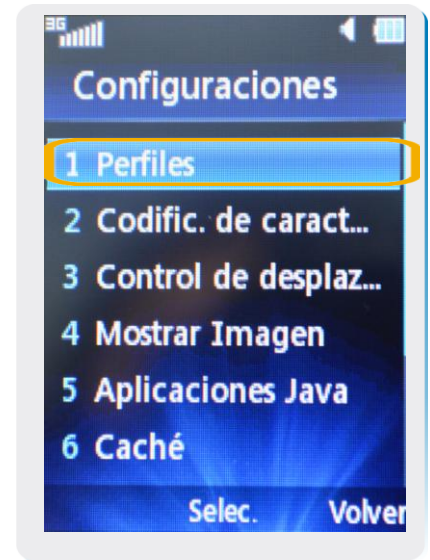 3G
Configuraciones
1 Perfiles
2 Codific. de caract...
3 Control de desplaz...
4 Mostrar Imagen
5 Aplicaciones Java
6 Caché
Selec. Volver